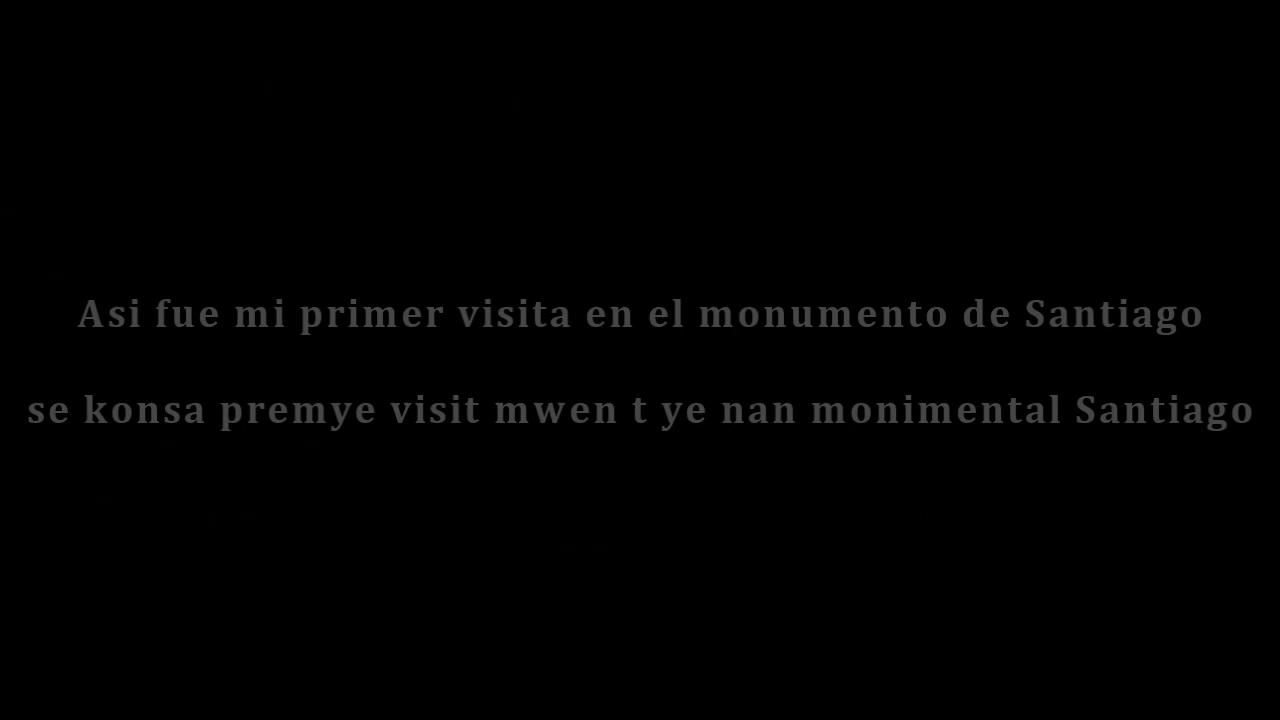 Asi fue mi primer visita en el monumento de Santiago
se konsa premye visit mwen t ye nan monimental Santiago